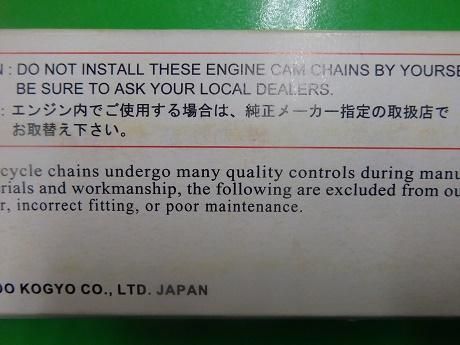 N : DO NOT INSTALL THESE ENGINE CAM CHAINS BY YOURSE
BE SURE TO ASK YOUR LOCAL DEALERS.
: エンジン内でご使用する場合は、純正メーカー指定の取扱店で
お取替え下さい。
cycle chains undergo many quality controls during manu
rials and workmanship, the following are excluded from ou
r, incorrect fitting, or poor maintenance.
DO KOGYO CO., LTD. JAPAN